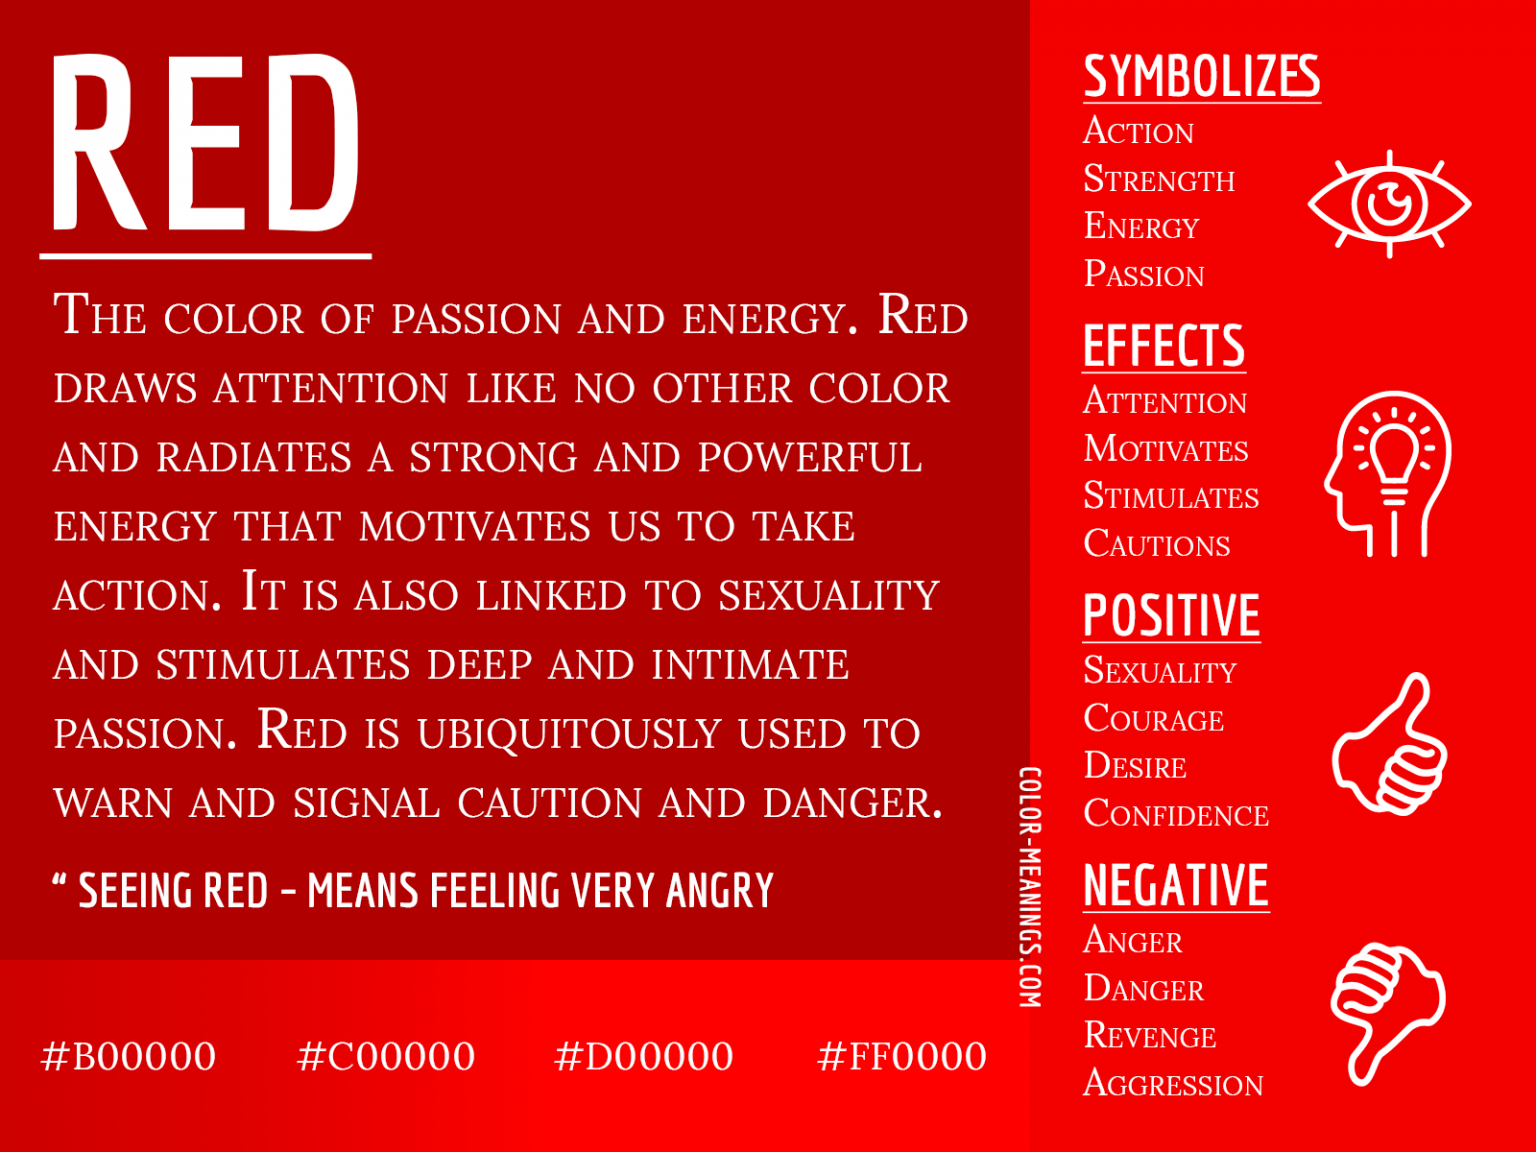 RED
The color of passion and energy. Red
draws attention like no other color
and radiates a strong and powerful
energy that motivates us to take
action. It is also linked to sexuality
and stimulates deep and intimate
passion. Red is ubiquitously used to
warn and signal caution and danger.
“ SEEING RED - MEANS FEELING VERY ANGRY
#B00000 #C00000 #D00000 #FF0000
COLOR-MEANINGS.COM
SYMBOLIZES
Action
Strength
Energy
Passion
EFFECTS
Attention
Motivates
Stimulates
Cautions
POSITIVE
Sexuality
Courage
Desire
Confidence
NEGATIVE
Anger
Danger
Revenge
Aggression